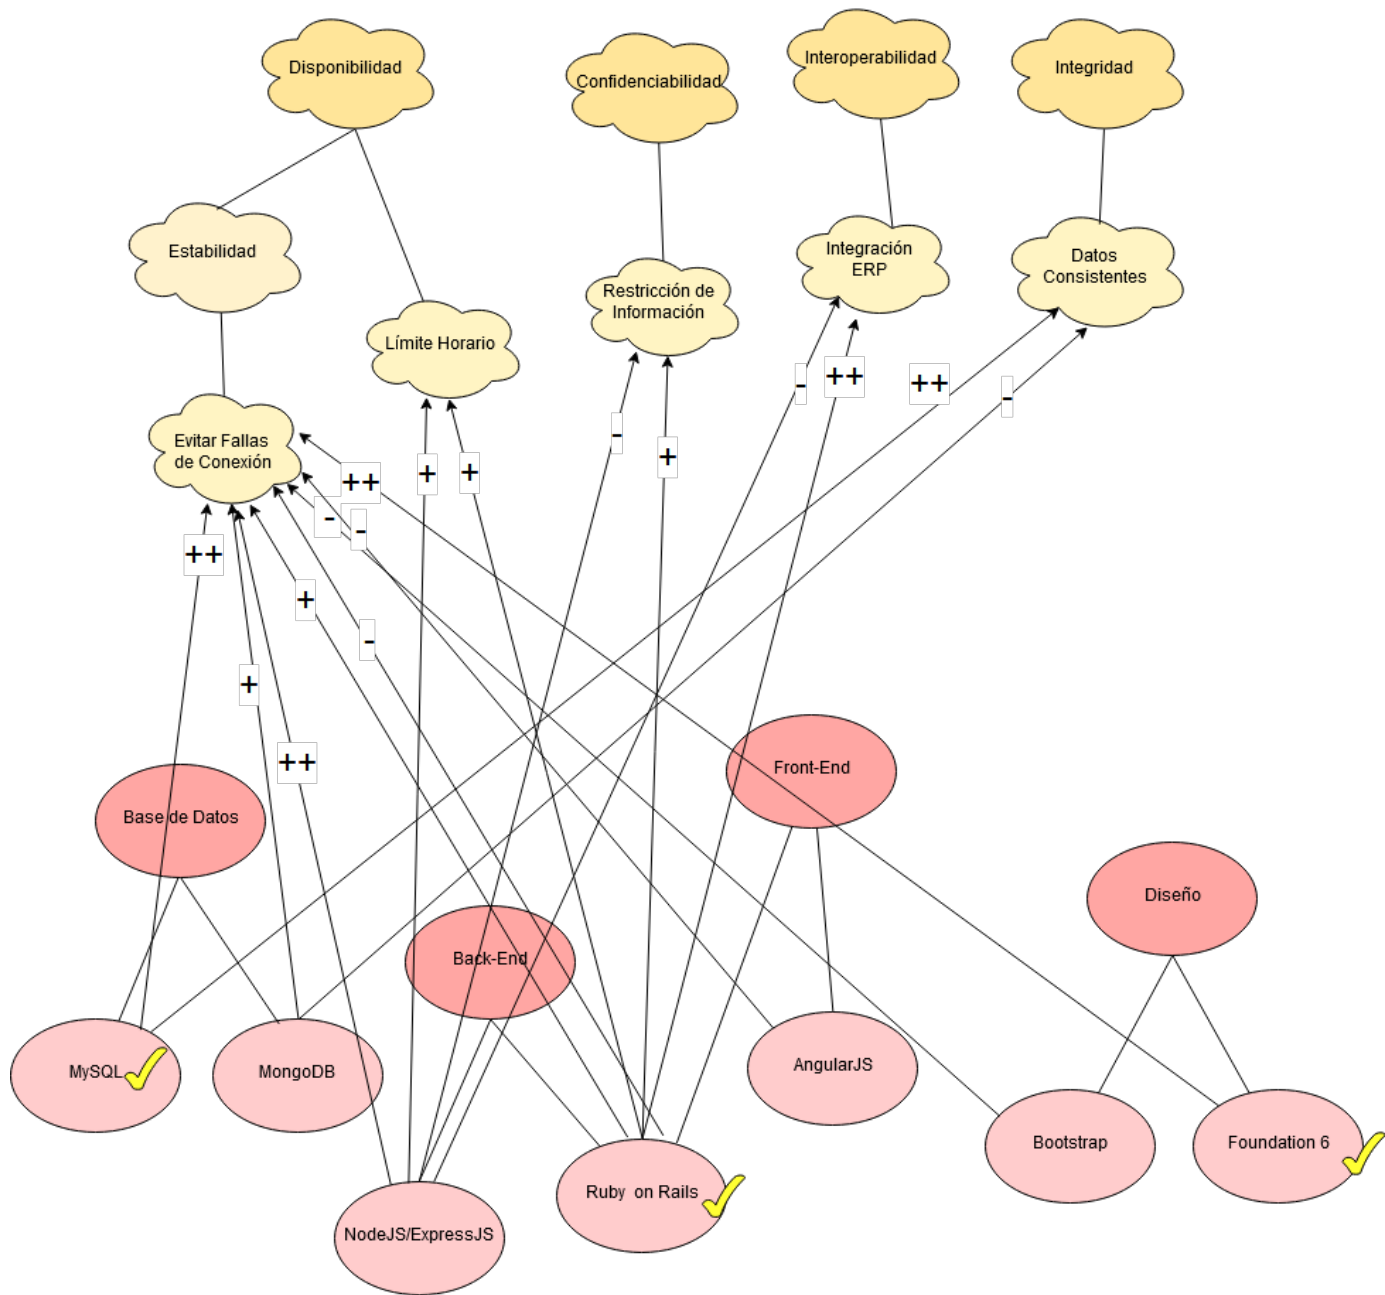 Disponibilidad
Confidenciabilidad
Interoperabilidad
Integridad
Estabilidad
Límite Horario
Restricción de
Información
Integración
ERP
Datos
Consistentes
Evitar Fallas
de Conexión
++
-
-
++
+
+
-
+
-
++
++
-
+
-
+
++
Base de Datos
Back-End
Front-End
Diseño
MySQL
MongoDB
NodeJS/ExpressJS
Ruby on Rails
AngularJS
Bootstrap
Foundation 6